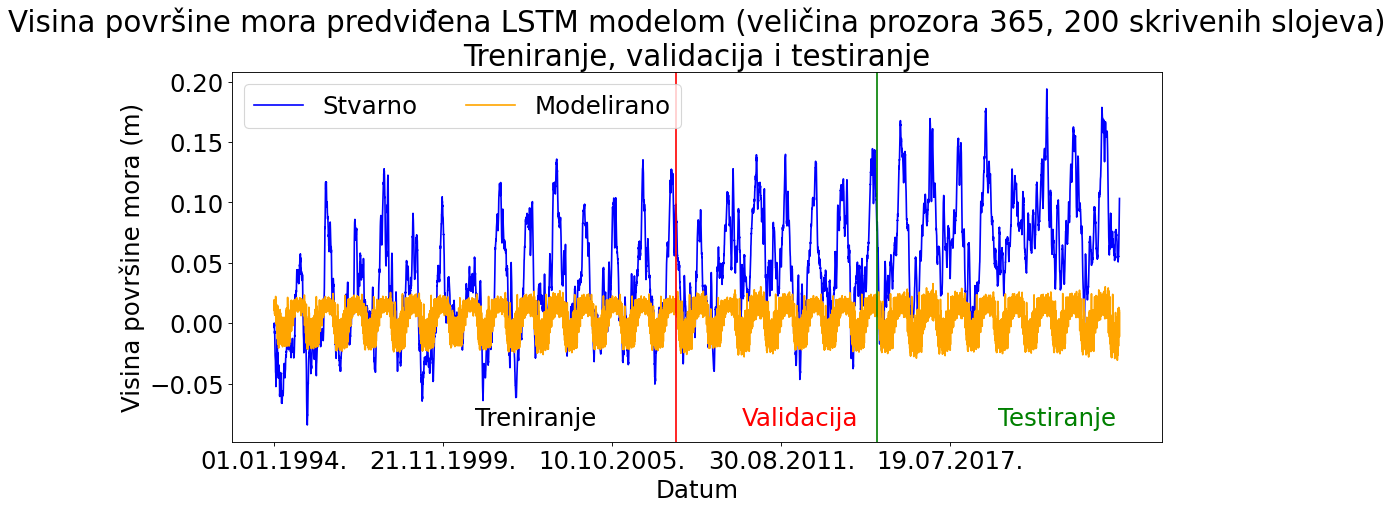 Visina površine mora predviđena LSTM modelom (veličina prozora 365, 200 skrivenih slojeva)
Treniranje, validacija i testiranje
Stvarno
Modelirano
Visina površine mora (m)
0.20
0.15
0.10
0.05
0.00
−0.05
Treniranje
Validacija
Testiranje
01.01.1994.
21.11.1999.
10.10.2005.
30.08.2011.
19.07.2017.
Datum